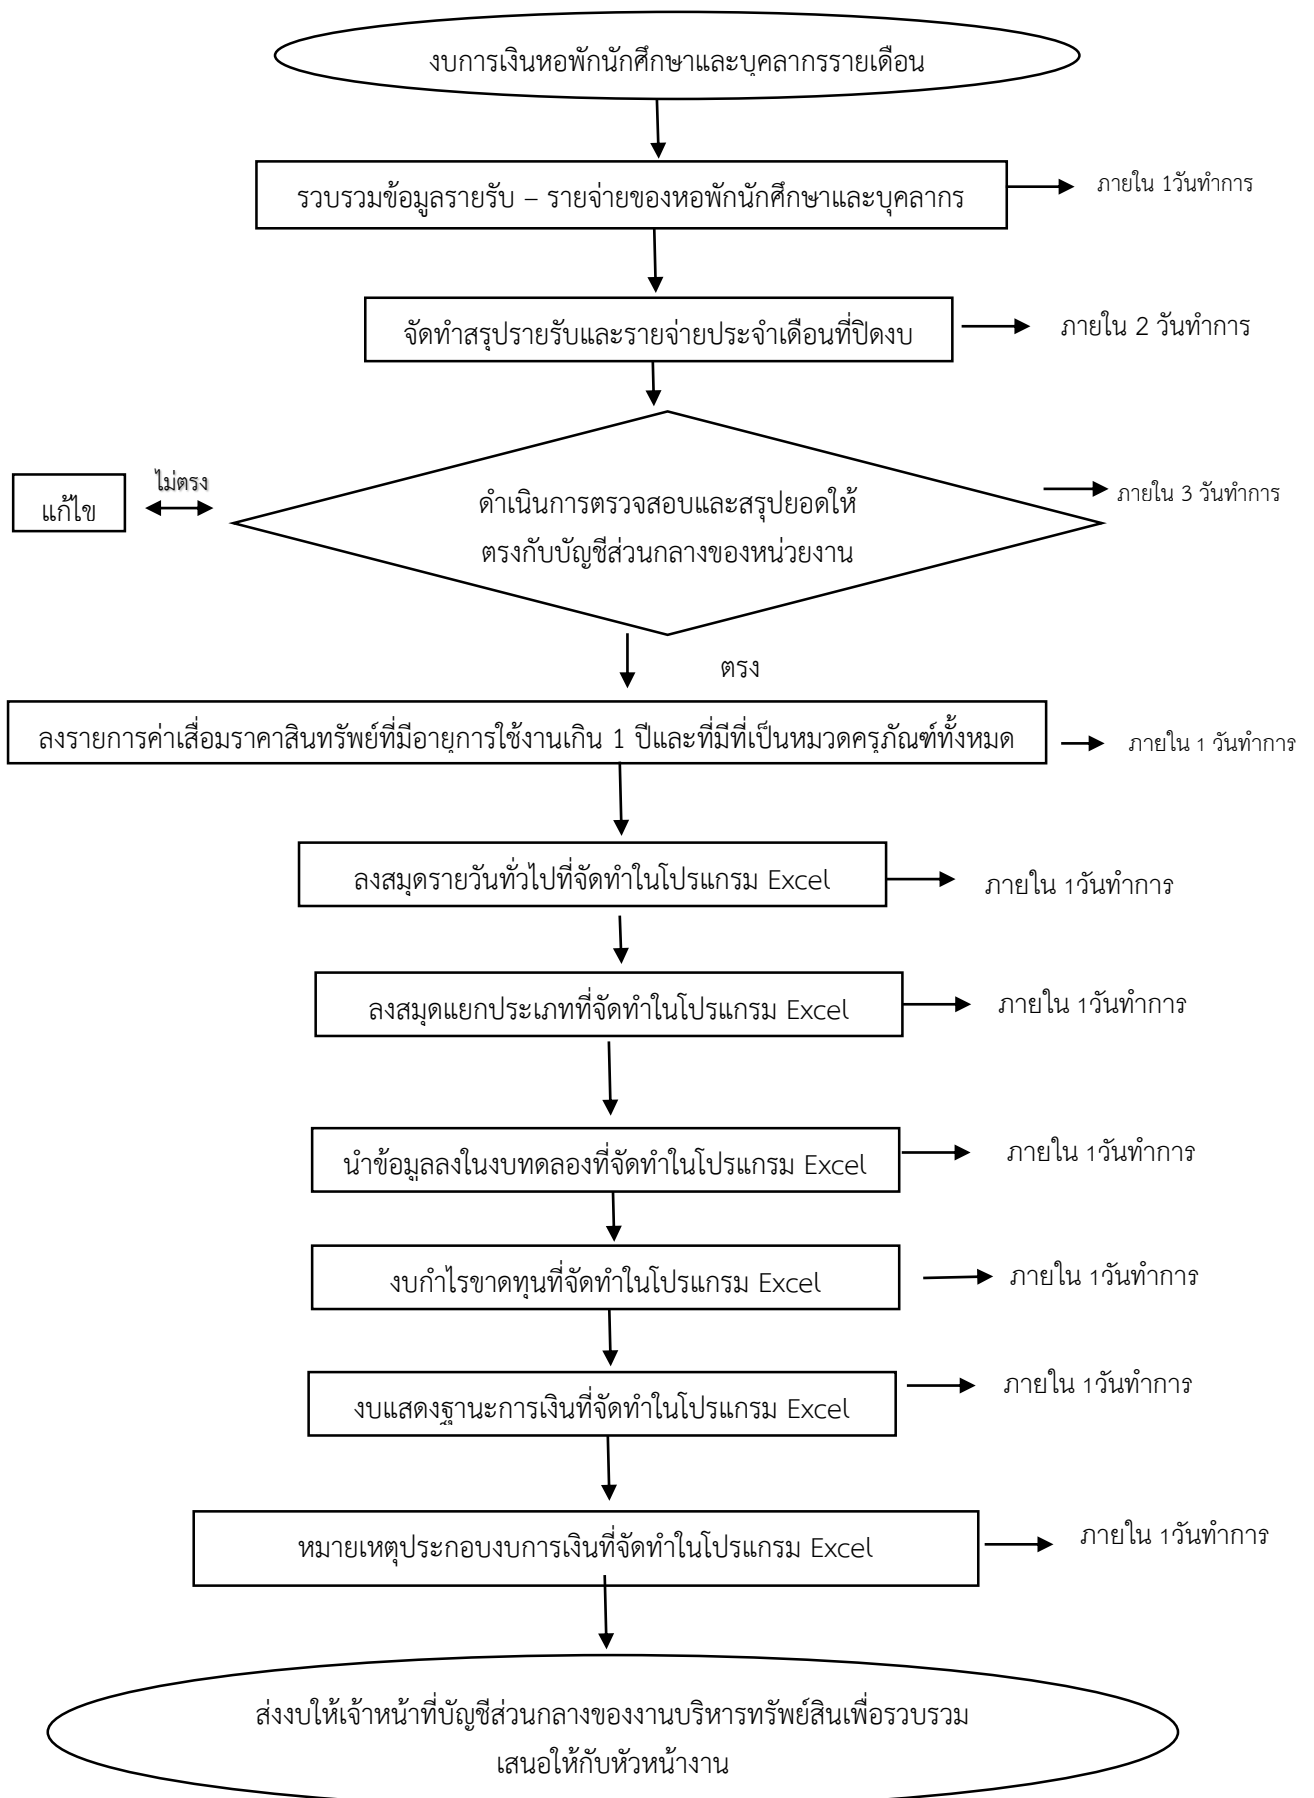 งบการเงินหอพักนักศึกษาและบุคลากรรายเดือน
รวบรวมข้อมูลรายรับ – รายจ่ายของหอพักนักศึกษาและบุคลากร
ภายใน 1วันทำการ
จัดทำสรุปรายรับและรายจ่ายประจำเดือนที่ปิดงบ
ภายใน 2 วันทำการ
แก้ไข
ไม่ตรง
ดำเนินการตรวจสอบและสรุปยอดให้
ตรงกับบัญชีส่วนกลางของหน่วยงาน
ภายใน 3 วันทำการ
ตรง
ลงรายการค่าเสื่อมราคาสินทรัพย์ที่มีอายุการใช้งานเกิน 1 ปีและที่มีที่เป็นหมวดครุภัณฑ์ทั้งหมด
ภายใน 1 วันทำการ
ลงสมุดรายวันทั่วไปที่จัดทำในโปรแกรม Excel
ภายใน 1วันทำการ
ลงสมุดแยกประเภทที่จัดทำในโปรแกรม Excel
ภายใน 1วันทำการ
นำข้อมูลลงในงบทดลองที่จัดทำในโปรแกรม Excel
ภายใน 1วันทำการ
งบกำไรขาดทุนที่จัดทำในโปรแกรม Excel
ภายใน 1วันทำการ
งบแสดงฐานะการเงินที่จัดทำในโปรแกรม Excel
ภายใน 1วันทำการ
หมายเหตุประกอบงบการเงินที่จัดทำในโปรแกรม Excel
ภายใน 1วันทำการ
ส่งงบให้เจ้าหน้าที่บัญชีส่วนกลางของงานบริหารทรัพย์สินเพื่อรวบรวม
เสนอให้กับหัวหน้างาน